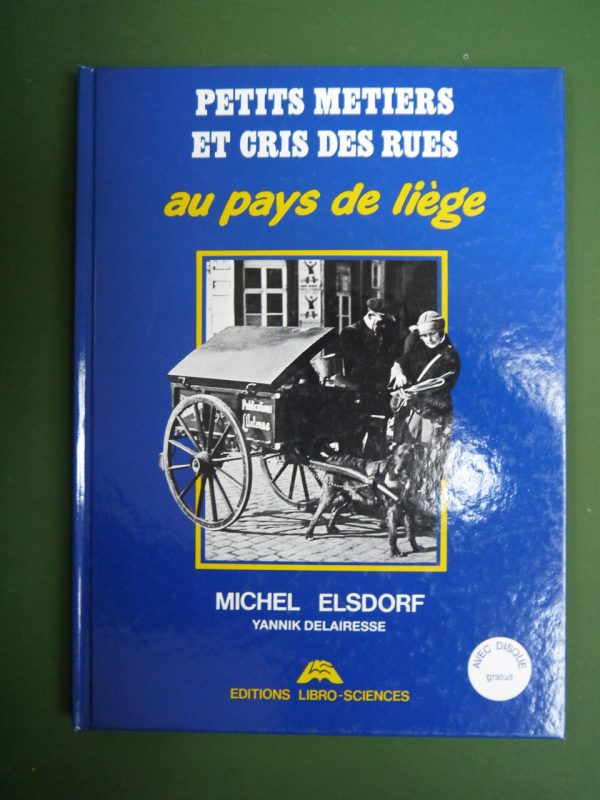 PETITS METIERS
ET CRIS DES RUES
au pays de liège
Publications
MICHEL ELSDORF
YANNIK DELAIRESSE
EDITIONS LIBRO-SCIENCES
AVEC DISQUE
gratuit